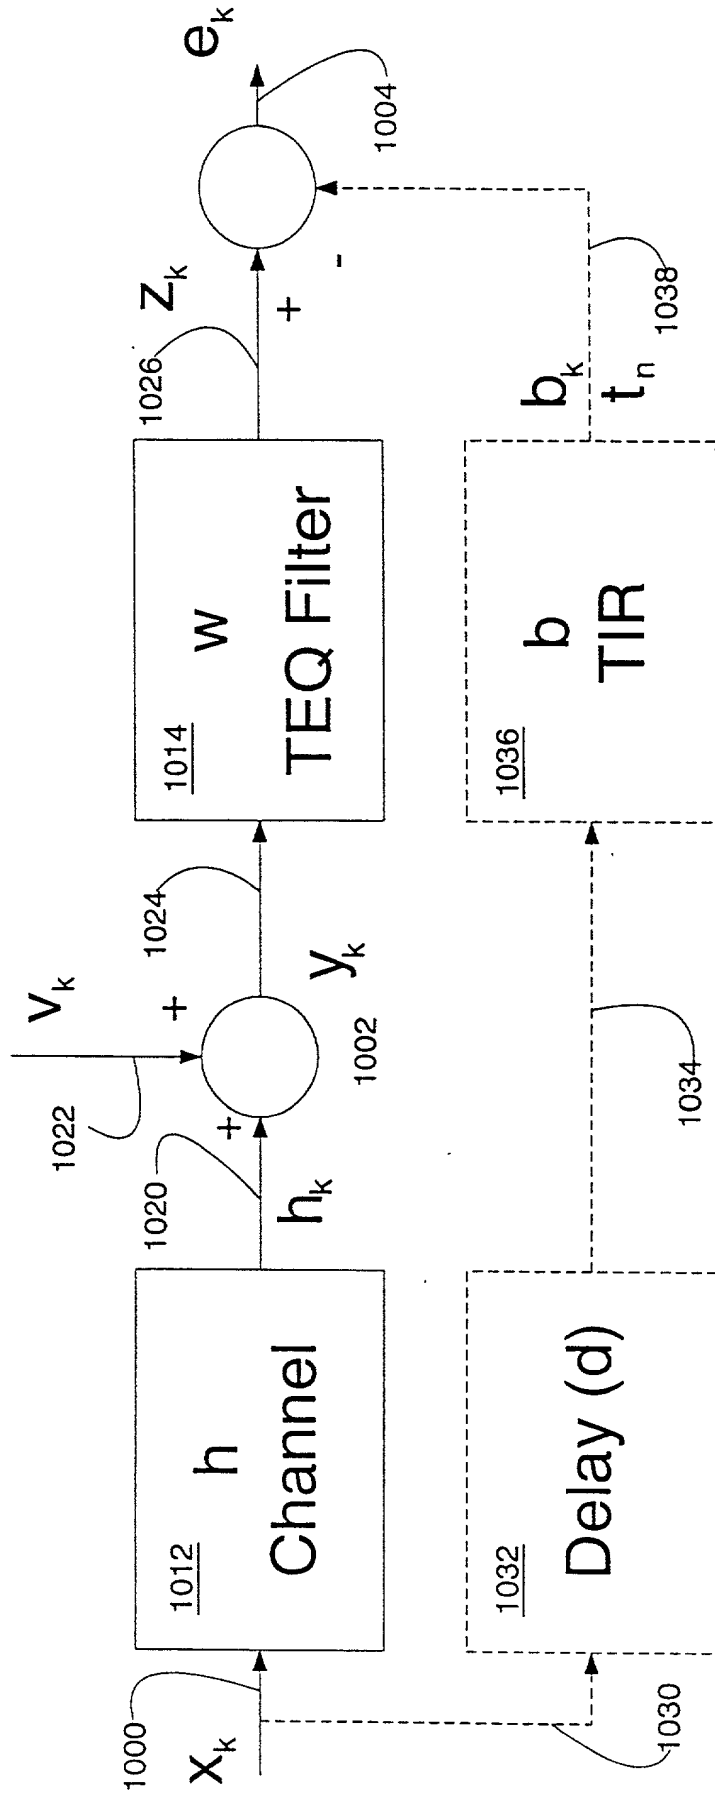 x_k
1000
1012
h
Channel
1020
h_k
1022
v_k
+
+
1002
y_k
1024
1014
w
TEQ Filter
1026
z_k
+
-
e_k
1004
1030
1032
Delay (d)
1034
1036
b
TIR
b_k
t_n
1038